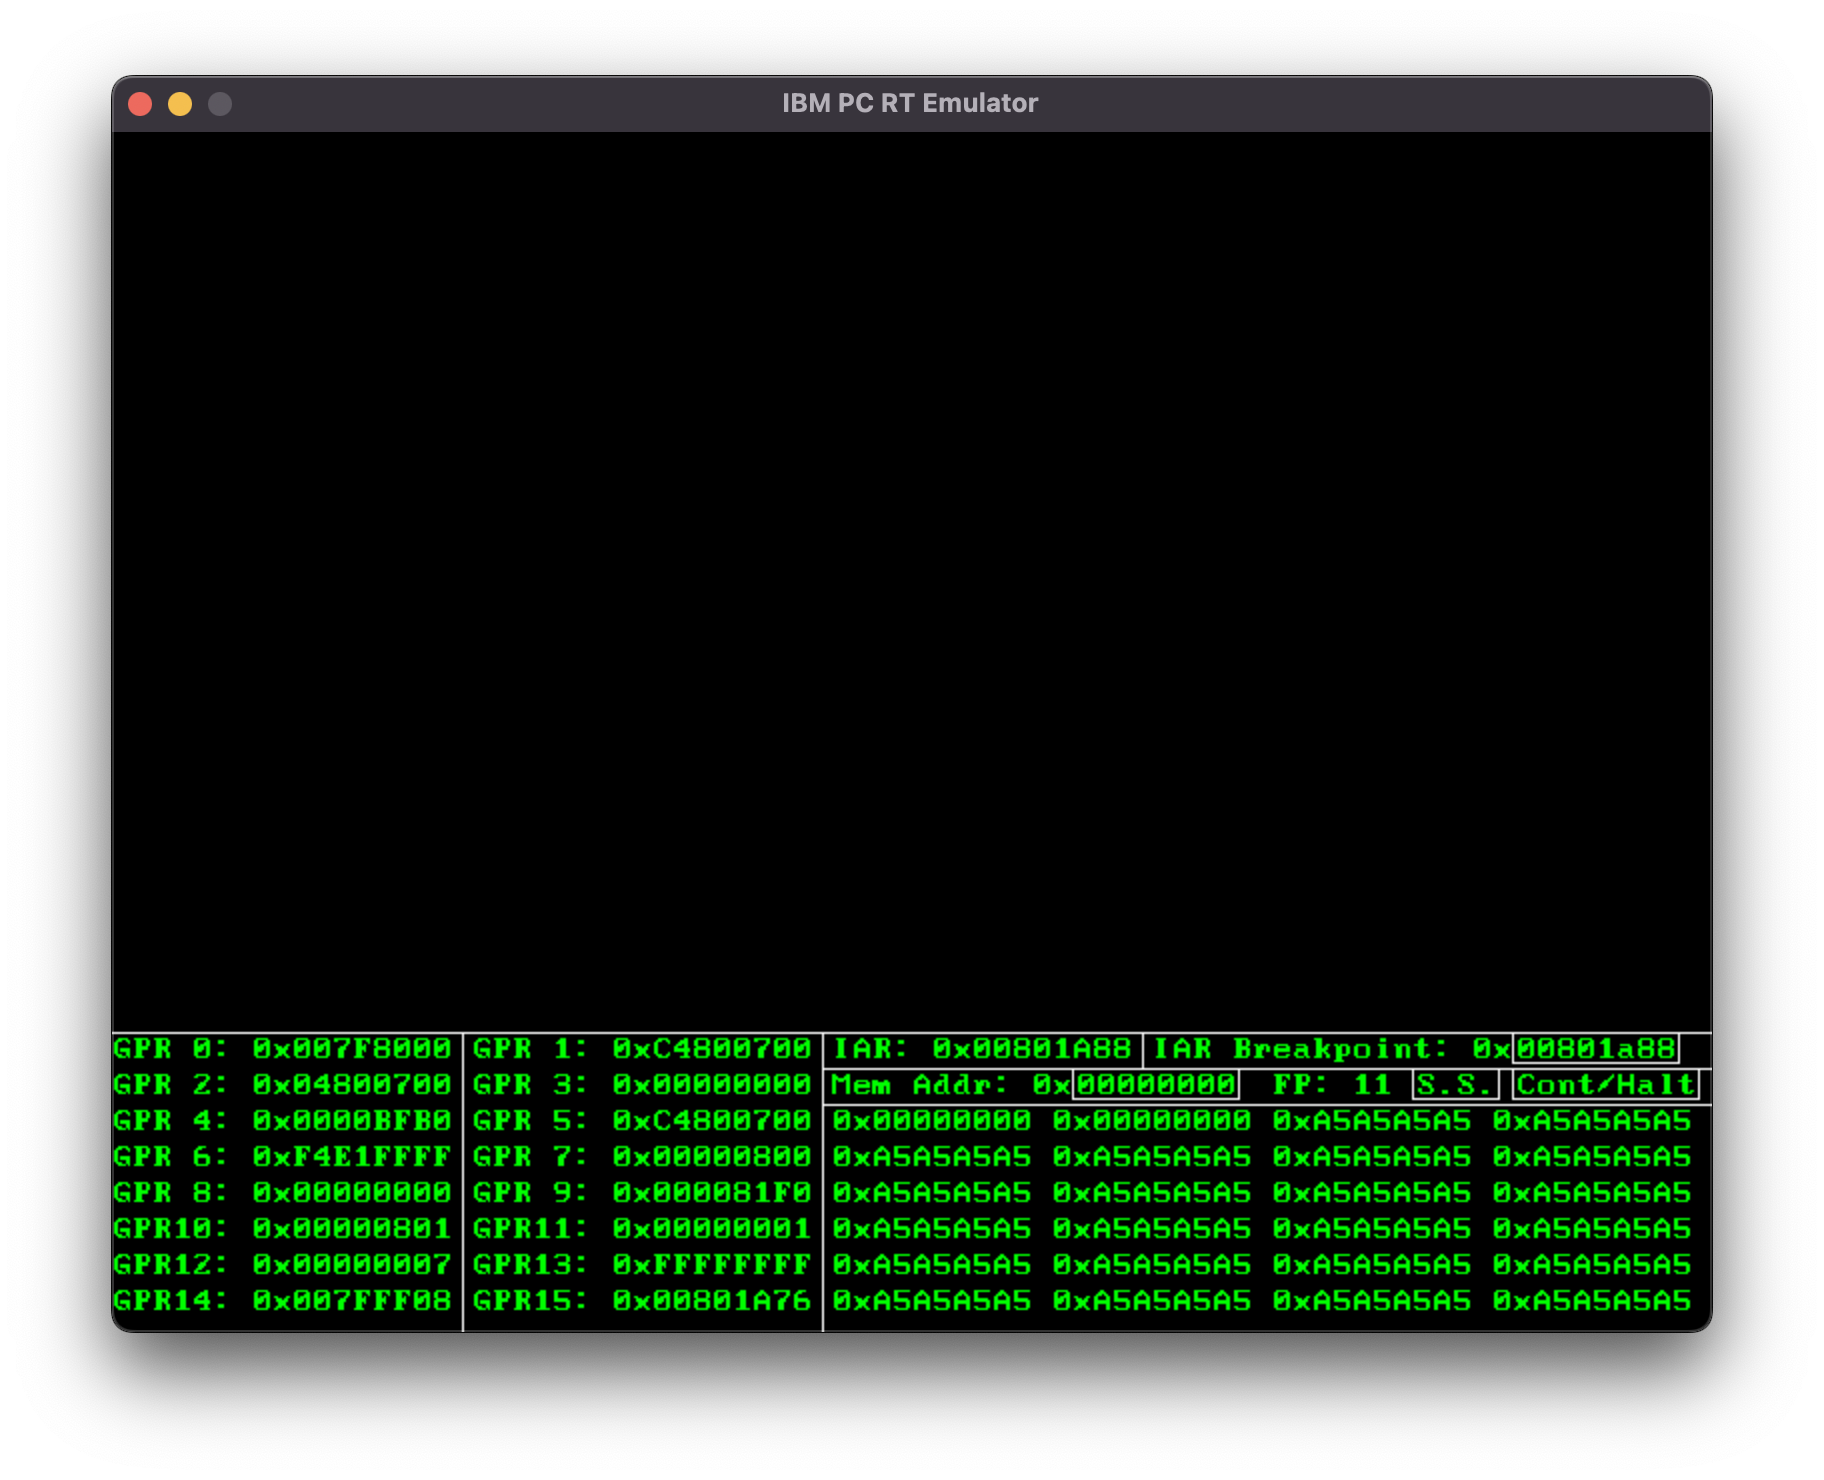 IBM PC RT Emulator
GPR 0: 0x007F8000 GPR 1: 0xC4800700 IAR: 0x00801A88 IAR Breakpoint: 0x00801a88
GPR 2: 0x04800700 GPR 3: 0x00000000 Mem Addr: 0x00000000 FP: 11 S.S. Cont/Halt
GPR 4: 0x0000BFB0 GPR 5: 0xC4800700 0x00000000 0x00000000 0xA5A5A5A5 0xA5A5A5A5
GPR 6: 0xF4E1FFFF GPR 7: 0x00000800 0xA5A5A5A5 0xA5A5A5A5 0xA5A5A5A5 0xA5A5A5A5
GPR 8: 0x00000000 GPR 9: 0x000081F0 0xA5A5A5A5 0xA5A5A5A5 0xA5A5A5A5 0xA5A5A5A5
GPR10: 0x00000801 GPR11: 0x00000001 0xA5A5A5A5 0xA5A5A5A5 0xA5A5A5A5 0xA5A5A5A5
GPR12: 0x00000007 GPR13: 0xFFFFFFFF 0xA5A5A5A5 0xA5A5A5A5 0xA5A5A5A5 0xA5A5A5A5
GPR14: 0x007FFF08 GPR15: 0x00801A76 0xA5A5A5A5 0xA5A5A5A5 0xA5A5A5A5 0xA5A5A5A5